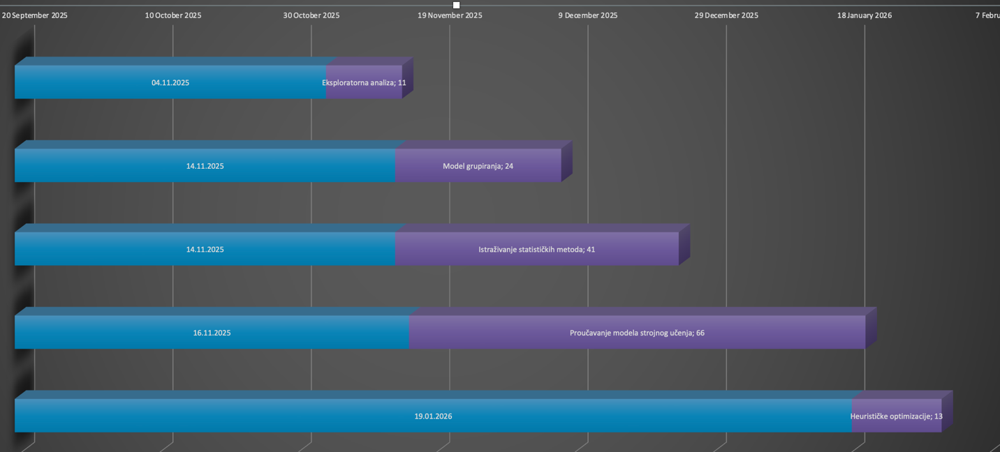 20 September 2025 10 October 2025 30 October 2025 19 November 2025 9 December 2025 29 December 2025 18 January 2026 7 Febru
04.11.2025 Eksploratorna analiza; 11
14.11.2025 Model grupiranja; 24
14.11.2025 Istraživanje statističkih metoda; 41
16.11.2025 Proučavanje modela strojnog učenja; 66
19.01.2026 Heurističke optimizacije; 13